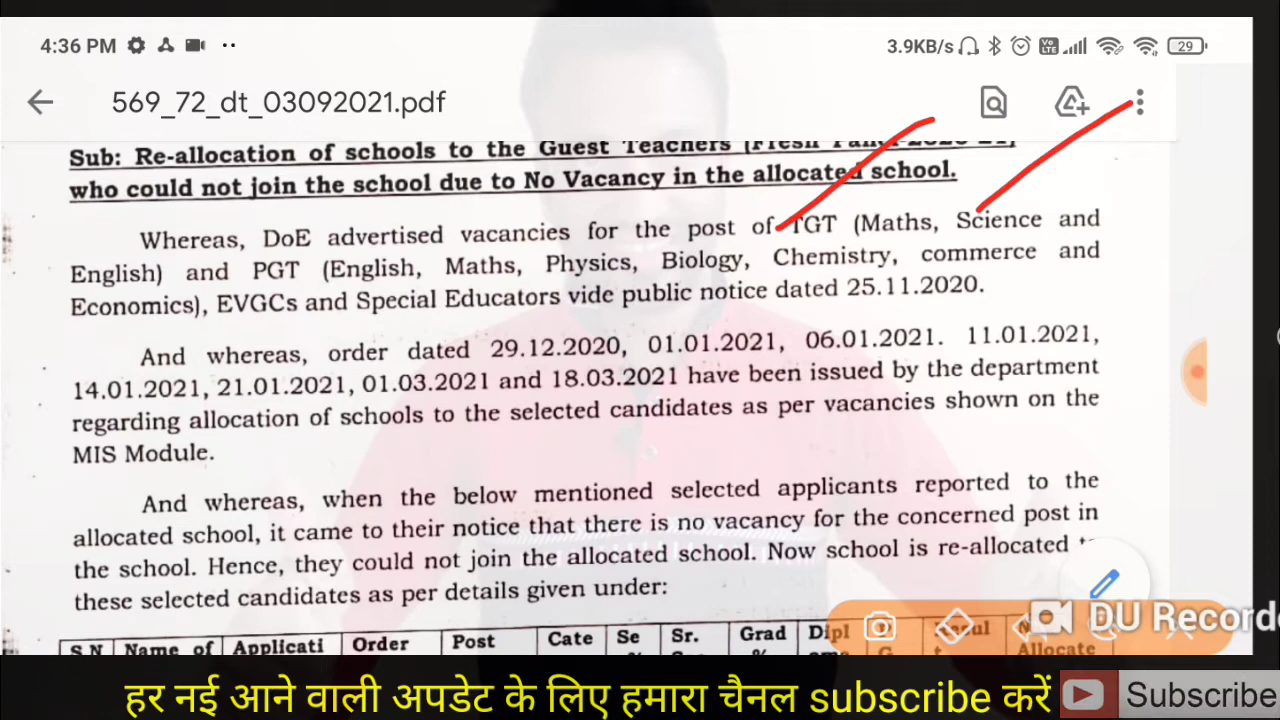 4:36 PM
3.9KB/s
29
569_72_dt_03092021.pdf
Sub: Re-allocation of schools to the Guest Teachers (Fresh
who could not join the school due to No Vacancy in the allocated school.
Whereas, DoE advertised vacancies for the post of TGT (Maths, Science and
English) and PGT (English, Maths, Physics, Biology, Chemistry, commerce and
Economics), EVGCs and Special Educators vide public notice dated 25.11.2020.
And whereas, order dated 29.12.2020, 01.01.2021, 06.01.2021. 11.01.2021,
14.01.2021, 21.01.2021, 01.03.2021 and 18.03.2021 have been issued by the department
regarding allocation of schools to the selected candidates as per vacancies shown on the
MIS Module.
And whereas, when the below mentioned selected applicants reported to the
allocated school, it came to their notice that there is no vacancy for the concerned post in
the school. Hence, they could not join the allocated school. Now school is re-allocated
these selected candidates as per details given under:
S.N Name of Applicati Order Post Cate Se Sr. Grad Dipl
%
Allocate
DU Recorde
हर नई आने वाली अपडेट के लिए हमारा चैनल subscribe करें
Subscribe